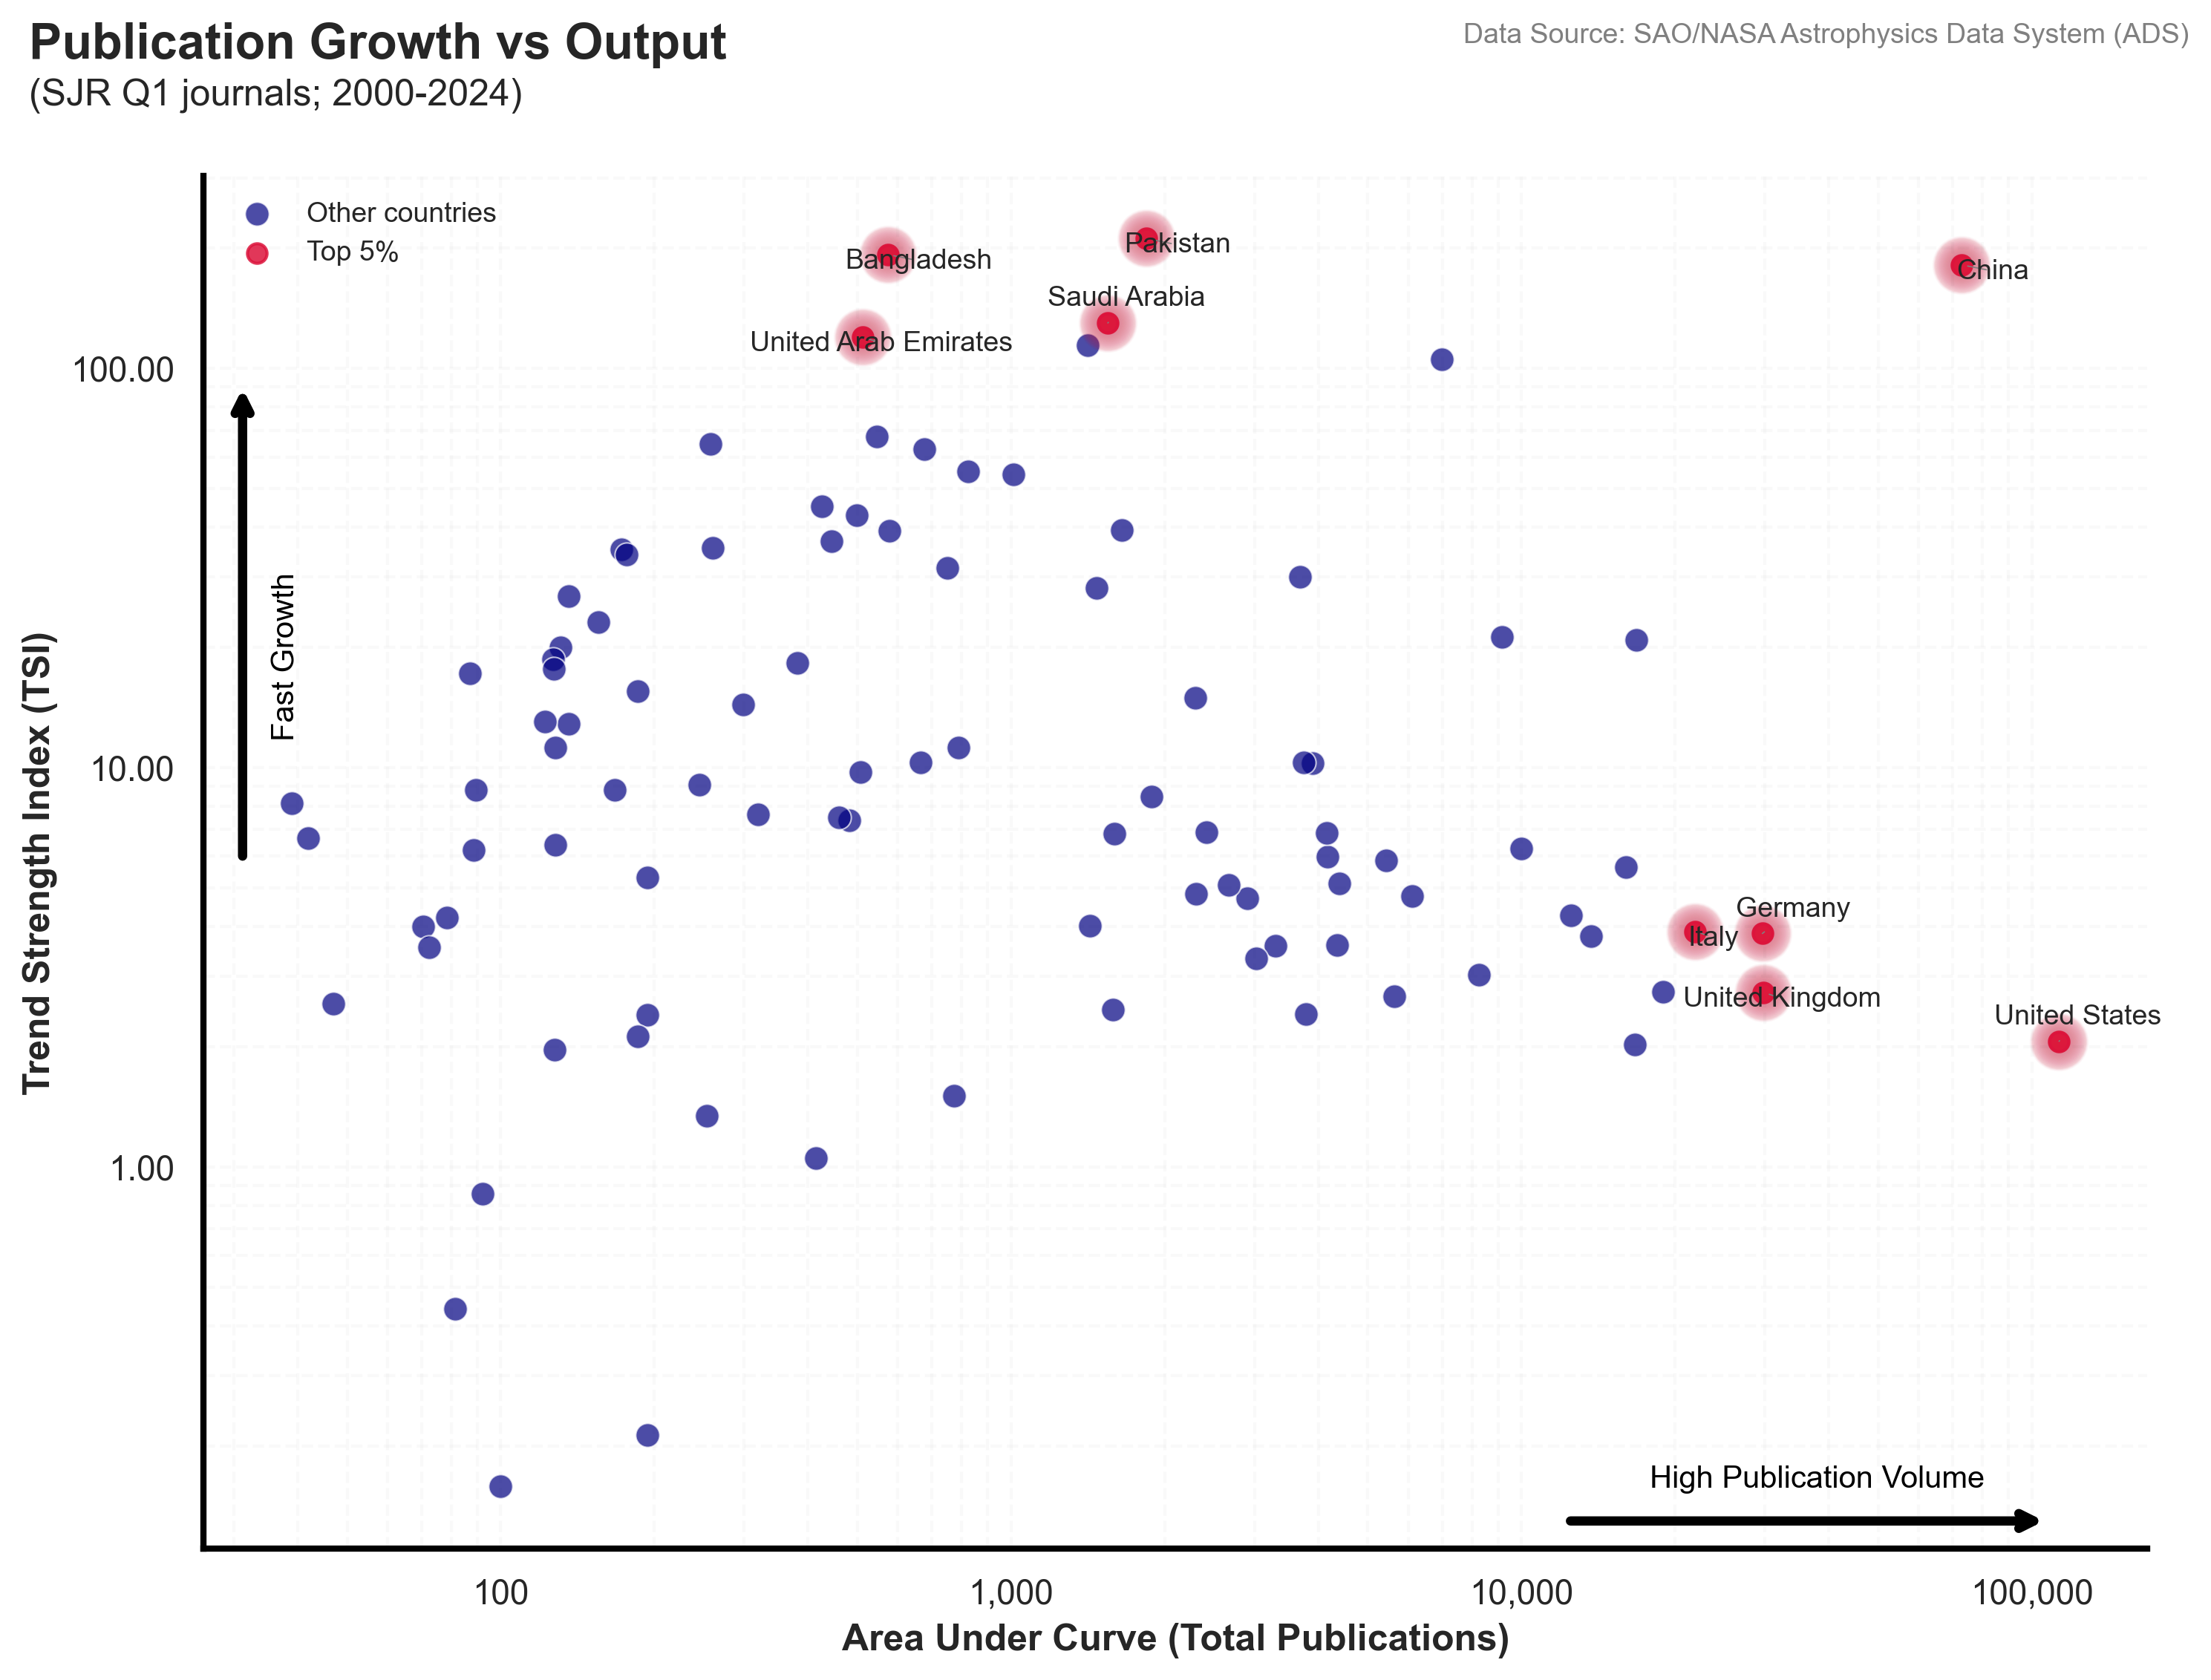 Publication Growth vs Output
(SJR Q1 journals; 2000-2024)
Data Source: SAO/NASA Astrophysics Data System (ADS)
Other countries
Top 5%
Bangladesh
Pakistan
China
Saudi Arabia
United Arab Emirates
Germany
Italy
United Kingdom
United States
Fast Growth
High Publication Volume
Trend Strength Index (TSI)
100.00
10.00
1.00
100
1,000
10,000
100,000
Area Under Curve (Total Publications)